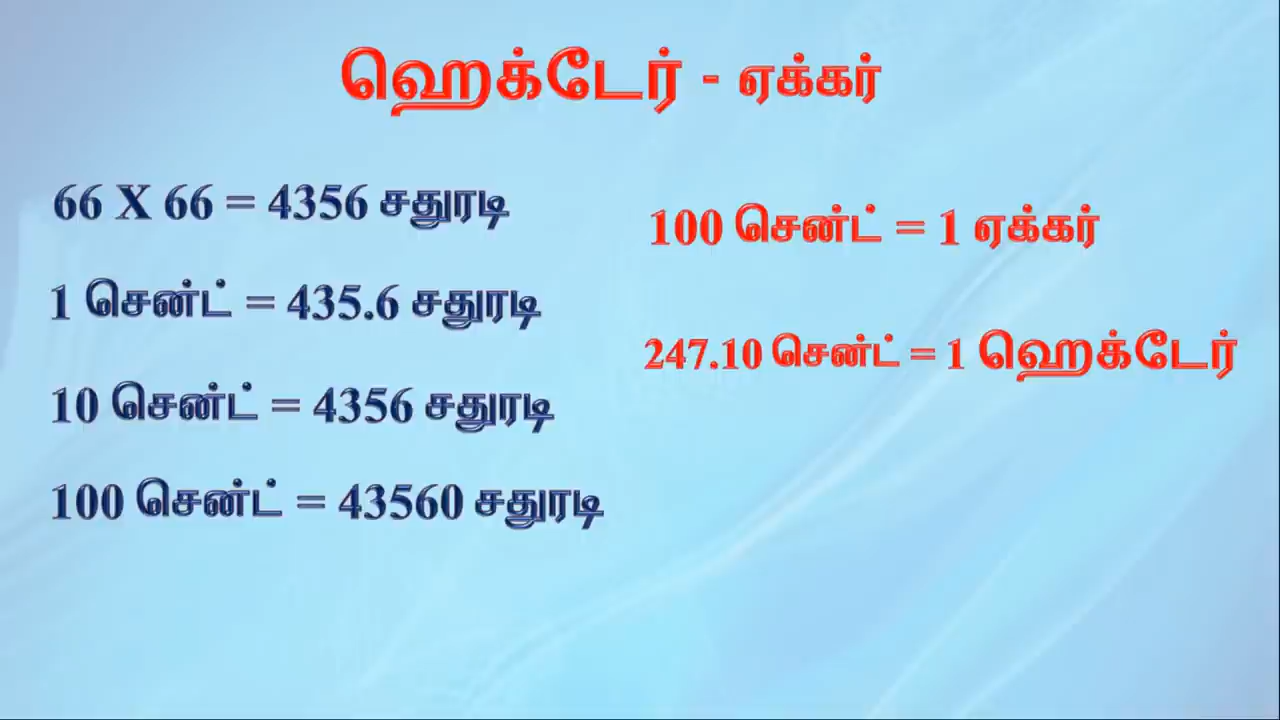 ஹெக்டேர் - ஏக்கர்
66 X 66 = 4356 சதுரடி
1 சென்ட் = 435.6 சதுரடி
10 சென்ட் = 4356 சதுரடி
100 சென்ட் = 43560 சதுரடி
100 சென்ட் = 1 ஏக்கர்
247.10 சென்ட் = 1 ஹெக்டேர்